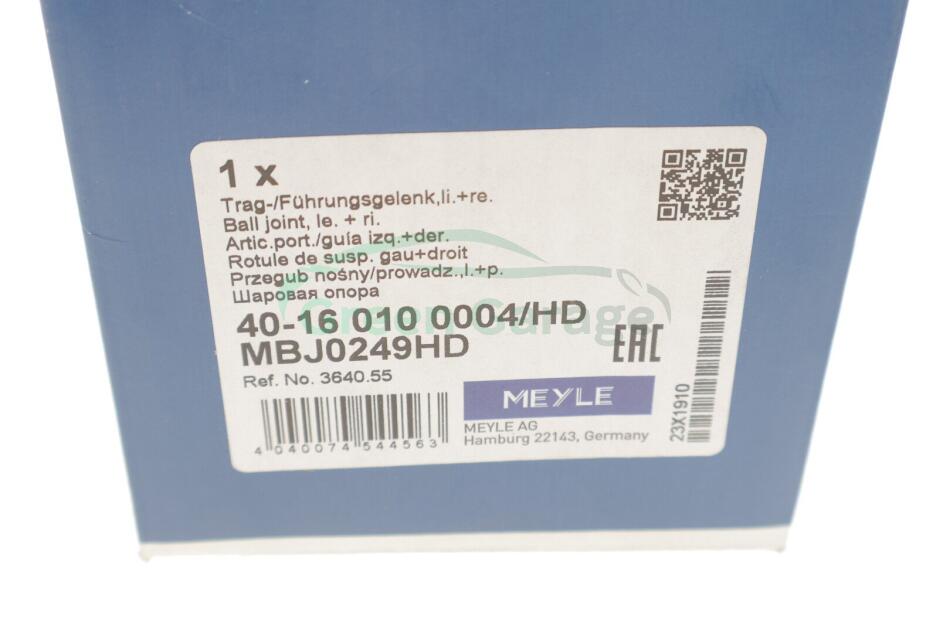 1 x
Trag-/Führungsgelenk,li.+re.
Ball joint, le. + ri.
Artic.port./guía izq.+der.
Rotule de susp. gau+droit
Przegub nośny/prowadz.,l.+p.
Шаровая опора
Green Garage
40-16 010 0004/HD
MBJ0249HD
EAC
Ref. No. 3640.55
MEYLE
MEYLE AG
Hamburg 22143, Germany
4 040074 544563
23X1910